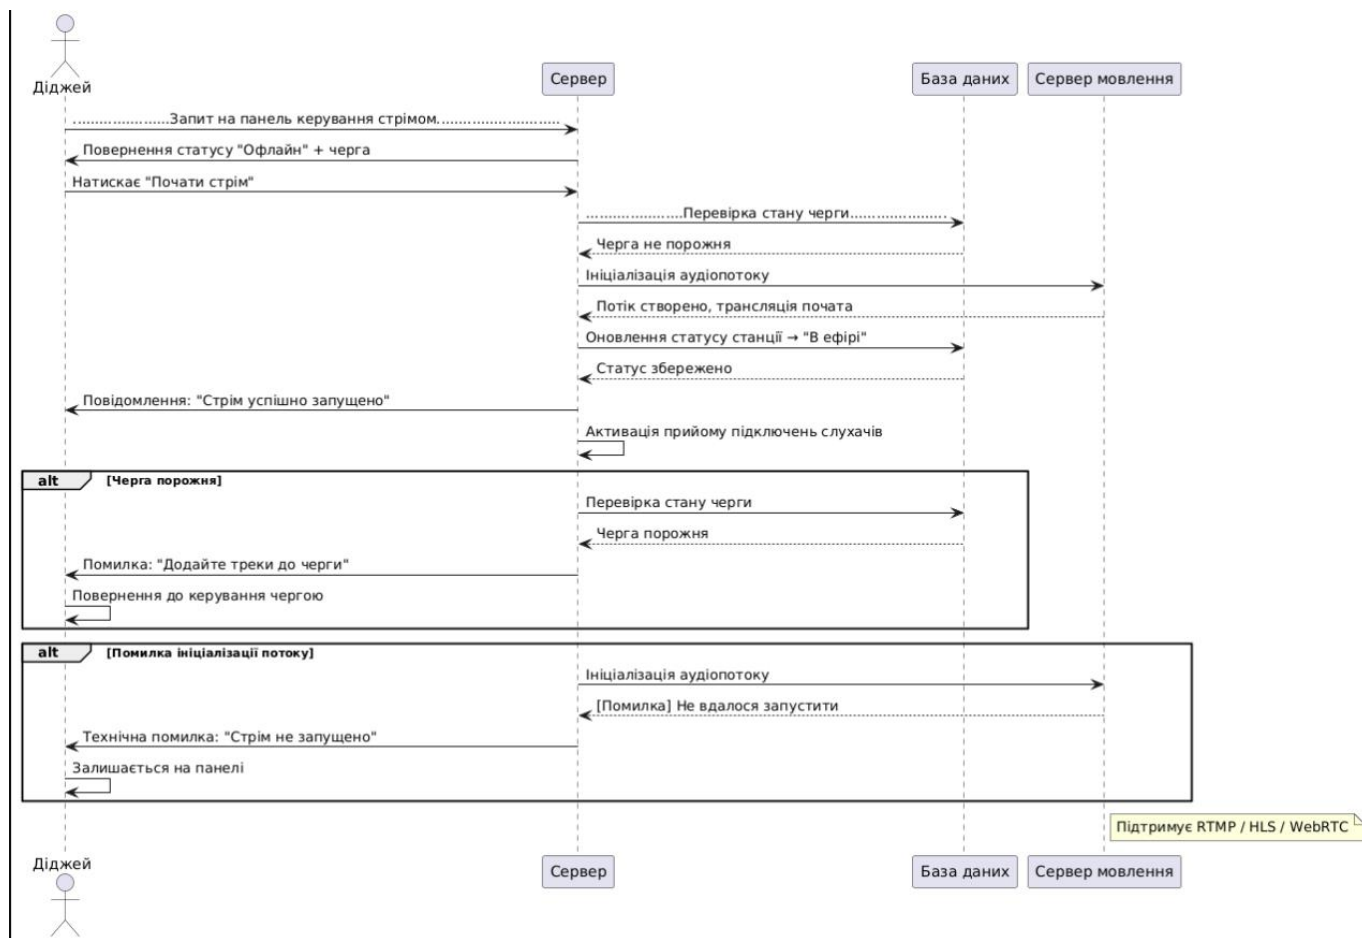 Діджей
Сервер
База даних
Сервер мовлення
......................Запит на панель керування стрімом............................
Повернення статусу "Офлайн" + черга
Натискає "Почати стрім"
......................Перевірка стану черги......................
Черга не порожня
Ініціалізація аудіопотоку
Потік створено, трансляція почата
Оновлення статусу станції → "В ефірі"
Статус збережено
Повідомлення: "Стрім успішно запущено"
Активація прийому підключень слухачів
alt [Черга порожня]
Перевірка стану черги
Черга порожня
Помилка: "Додайте треки до черги"
Повернення до керування чергою
alt [Помилка ініціалізації потоку]
Ініціалізація аудіопотоку
[Помилка] Не вдалося запустити
Технічна помилка: "Стрім не запущено"
Залишається на панелі
Підтримує RTMP / HLS / WebRTC
Діджей
Сервер
База даних
Сервер мовлення